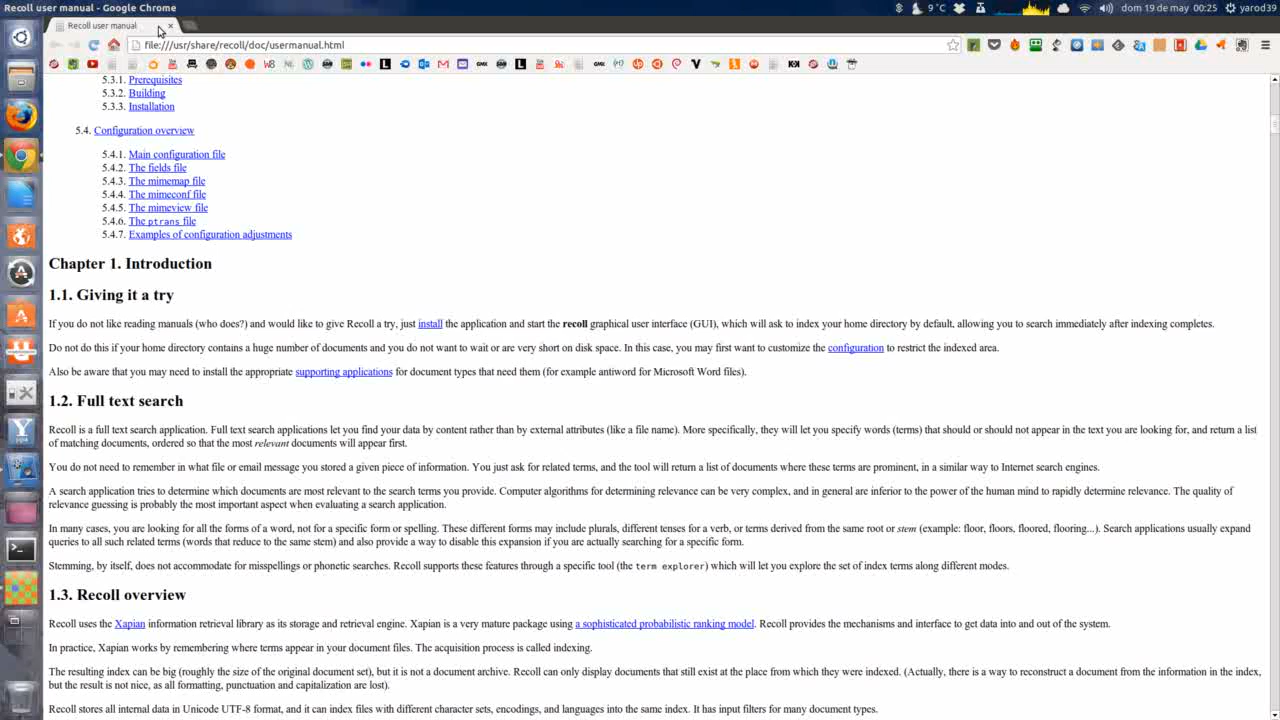 Recoll user manual - Google Chrome
9 °C
dom 19 de may 00:25
yarod39
Recoll user manual
file:///usr/share/recoll/doc/usermanual.html
5.3.1. Prerequisites
5.3.2. Building
5.3.3. Installation
5.4. Configuration overview
5.4.1. Main configuration file
5.4.2. The fields file
5.4.3. The mimemap file
5.4.4. The mimeconf file
5.4.5. The mimeview file
5.4.6. The ptrans file
5.4.7. Examples of configuration adjustments
Chapter 1. Introduction
1.1. Giving it a try
If you do not like reading manuals (who does?) and would like to give Recoll a try, just install the application and start the recoll graphical user interface (GUI), which will ask to index your home directory by default, allowing you to search immediately after indexing completes.
Do not do this if your home directory contains a huge number of documents and you do not want to wait or are very short on disk space. In this case, you may first want to customize the configuration to restrict the indexed area.
Also be aware that you may need to install the appropriate supporting applications for document types that need them (for example antiword for Microsoft Word files).
1.2. Full text search
Recoll is a full text search application. Full text search applications let you find your data by content rather than by external attributes (like a file name). More specifically, they will let you specify words (terms) that should or should not appear in the text you are looking for, and return a list
of matching documents, ordered so that the most relevant documents will appear first.
You do not need to remember in what file or email message you stored a given piece of information. You just ask for related terms, and the tool will return a list of documents where these terms are prominent, in a similar way to Internet search engines.
A search application tries to determine which documents are most relevant to the search terms you provide. Computer algorithms for determining relevance can be very complex, and in general are inferior to the power of the human mind to rapidly determine relevance. The quality of
relevance guessing is probably the most important aspect when evaluating a search application.
In many cases, you are looking for all the forms of a word, not for a specific form or spelling. These different forms may include plurals, different tenses for a verb, or terms derived from the same root or stem (example: floor, floors, floored, flooring...). Search applications usually expand
queries to all such related terms (words that reduce to the same stem) and also provide a way to disable this expansion if you are actually searching for a specific form.
Stemming, by itself, does not accommodate for misspellings or phonetic searches. Recoll supports these features through a specific tool (the term explorer) which will let you explore the set of index terms along different modes.
1.3. Recoll overview
Recoll uses the Xapian information retrieval library as its storage and retrieval engine. Xapian is a very mature package using a sophisticated probabilistic ranking model. Recoll provides the mechanisms and interface to get data into and out of the system.
In practice, Xapian works by remembering where terms appear in your document files. The acquisition process is called indexing.
The resulting index can be big (roughly the size of the original document set), but it is not a document archive. Recoll can only display documents that still exist at the place from which they were indexed. (Actually, there is a way to reconstruct a document from the information in the index,
but the result is not nice, as all formatting, punctuation and capitalization are lost).
Recoll stores all internal data in Unicode UTF-8 format, and it can index files with different character sets, encodings, and languages into the same index. It has input filters for many document types.